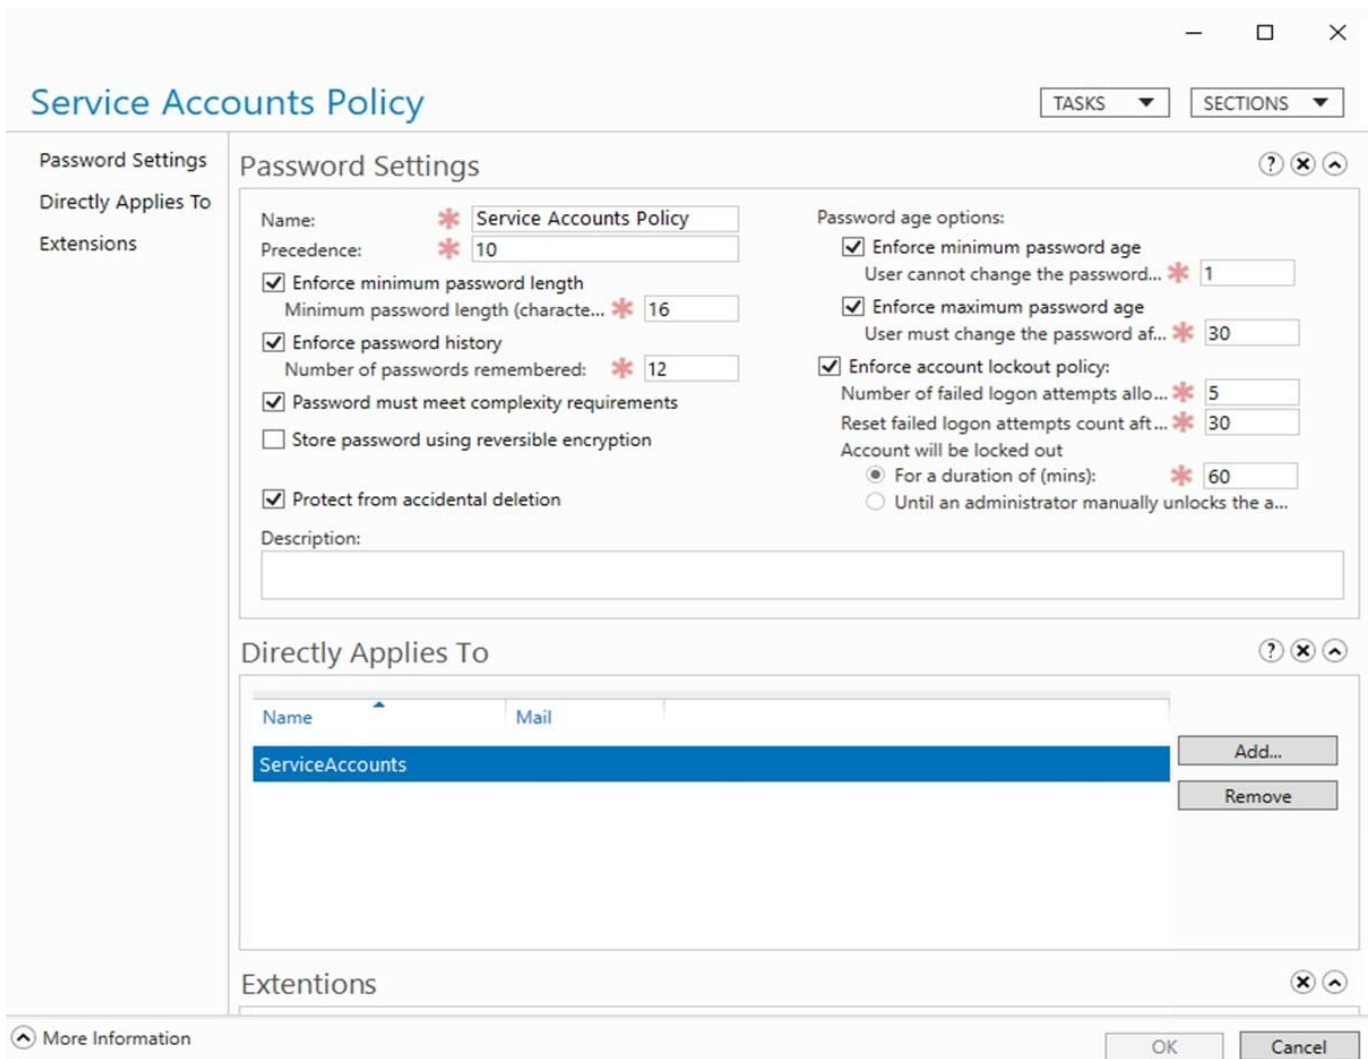 Service Accounts Policy
TASKS
SECTIONS
Password Settings
Directly Applies To
Extensions
Password Settings
Name: * Service Accounts Policy
Precedence: * 10
Enforce minimum password length
Minimum password length (characte... * 16
Enforce password history
Number of passwords remembered: * 12
Password must meet complexity requirements
Store password using reversible encryption
Protect from accidental deletion
Password age options:
Enforce minimum password age
User cannot change the password... * 1
Enforce maximum password age
User must change the password af... * 30
Enforce account lockout policy:
Number of failed logon attempts allo... * 5
Reset failed logon attempts count aft... * 30
Account will be locked out
For a duration of (mins): * 60
Until an administrator manually unlocks the a...
Description:
Directly Applies To
Name Mail
ServiceAccounts
Add...
Remove
Extentions
More Information
OK Cancel